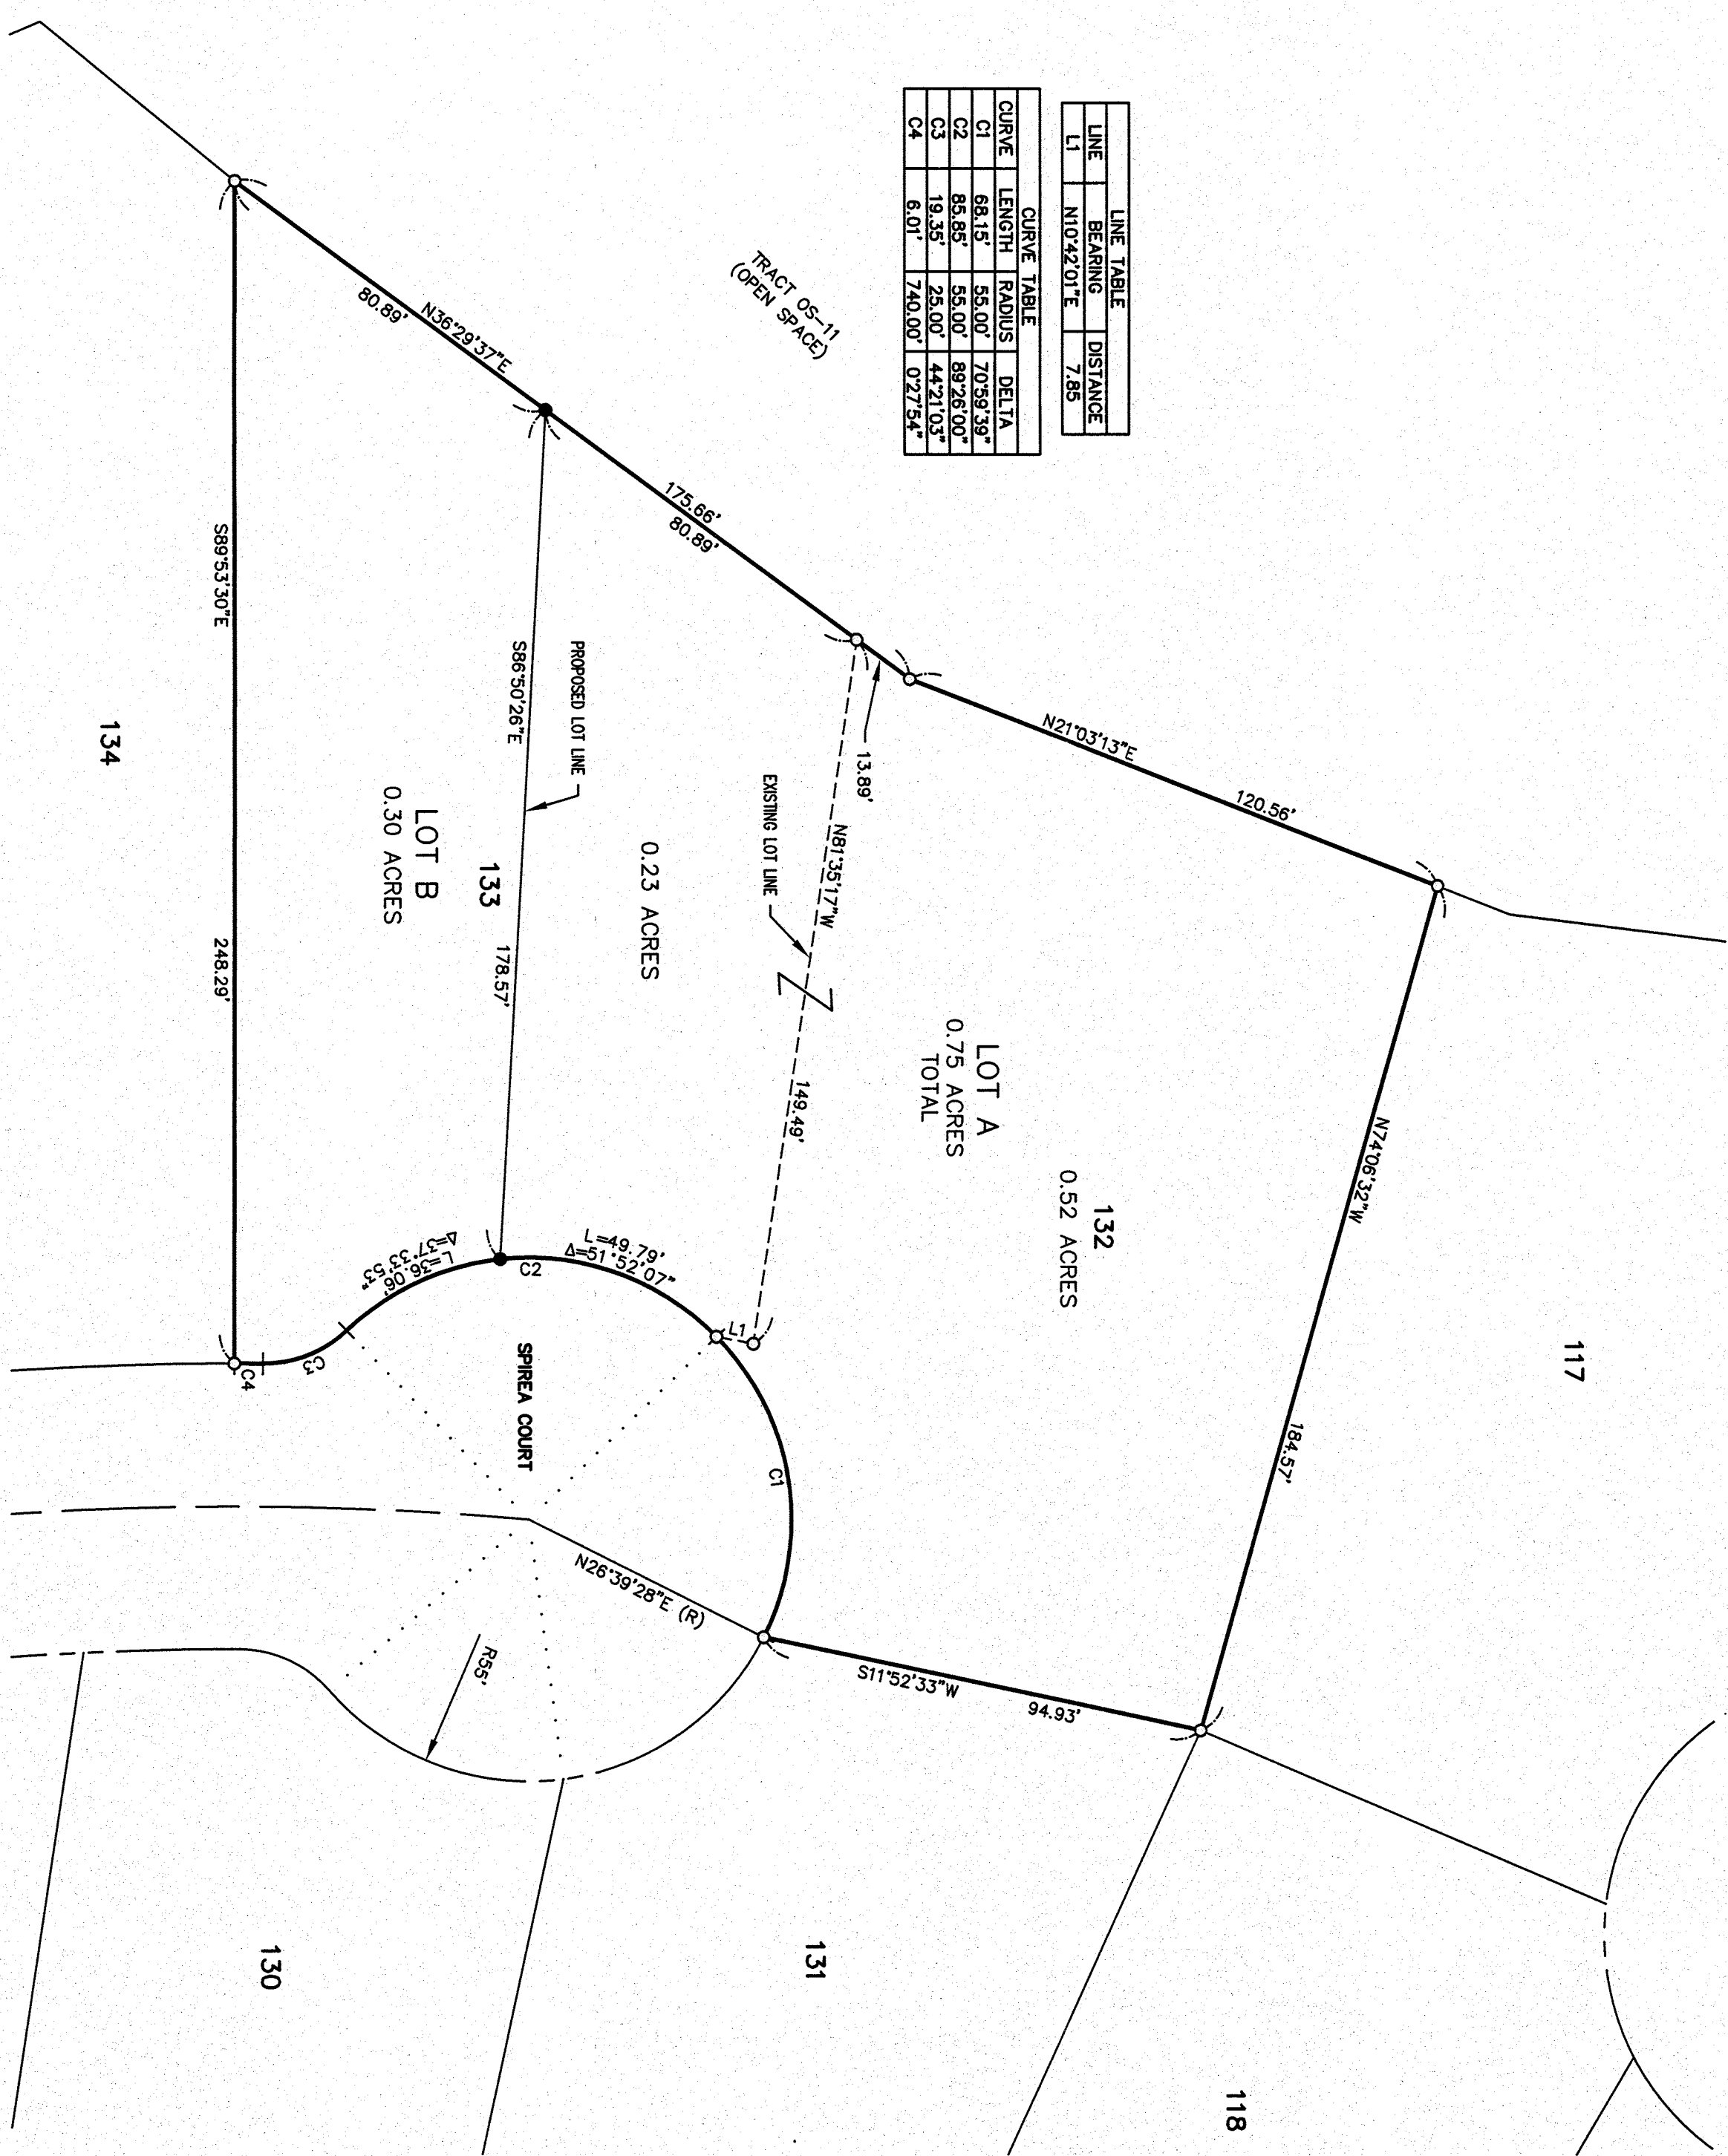 LINE TABLE
LINE BEARING DISTANCE
L1 N10°42'01"E 7.85
CURVE TABLE
CURVE LENGTH RADIUS DELTA
C1 68.15' 55.00' 70°59'39"
C2 85.85' 55.00' 89°26'00"
C3 19.35' 25.00' 44°21'03"
C4 6.01' 740.00' 0°27'54"
TRACT OS-11
(OPEN SPACE)
117
N74°06'32"W
184.57'
N21°03'13"E
120.56'
118
132
0.52 ACRES
LOT A
0.75 ACRES
TOTAL
S11°52'33"W
94.93'
13.89'
N81°35'17"W
149.49'
EXISTING LOT LINE
L1
C1
131
175.66'
80.89'
0.23 ACRES
L=49.79'
Δ=51°52'07"
C2
N26°39'28"E (R)
PROPOSED LOT LINE
S86°50'26"E
178.57'
SPIREA COURT
R55'
133
LOT B
0.30 ACRES
N36°29'37"E
80.89'
L=36.06'
Δ=37°33'53"
C3
C4
S89°53'30"E
248.29'
130
134